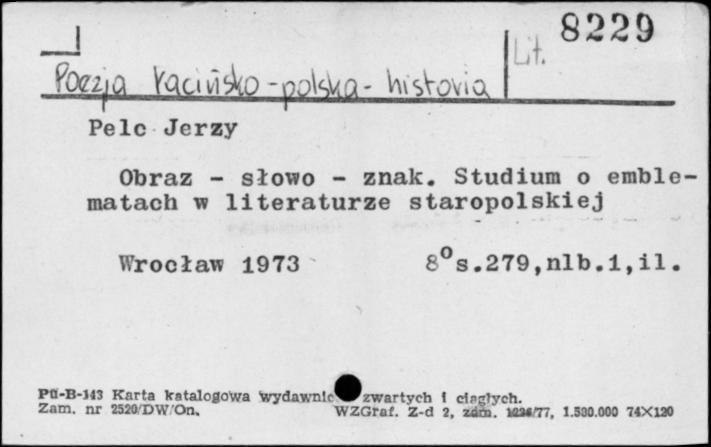 8229
Lit.
Poezja łacińsko-polska-historia
Pelc Jerzy
Obraz - słowo - znak. Studium o emble-
matach w literaturze staropolskiej
Wrocław 1973 8°s.279,nlb.1,il.
Pu-B-143 Karta katalogowa wydawnic zwartych i ciągłych.
Zam. nr 2520/DW/On. WZGraf. Z-d 2, zam. /77, 1.500.000 74X120